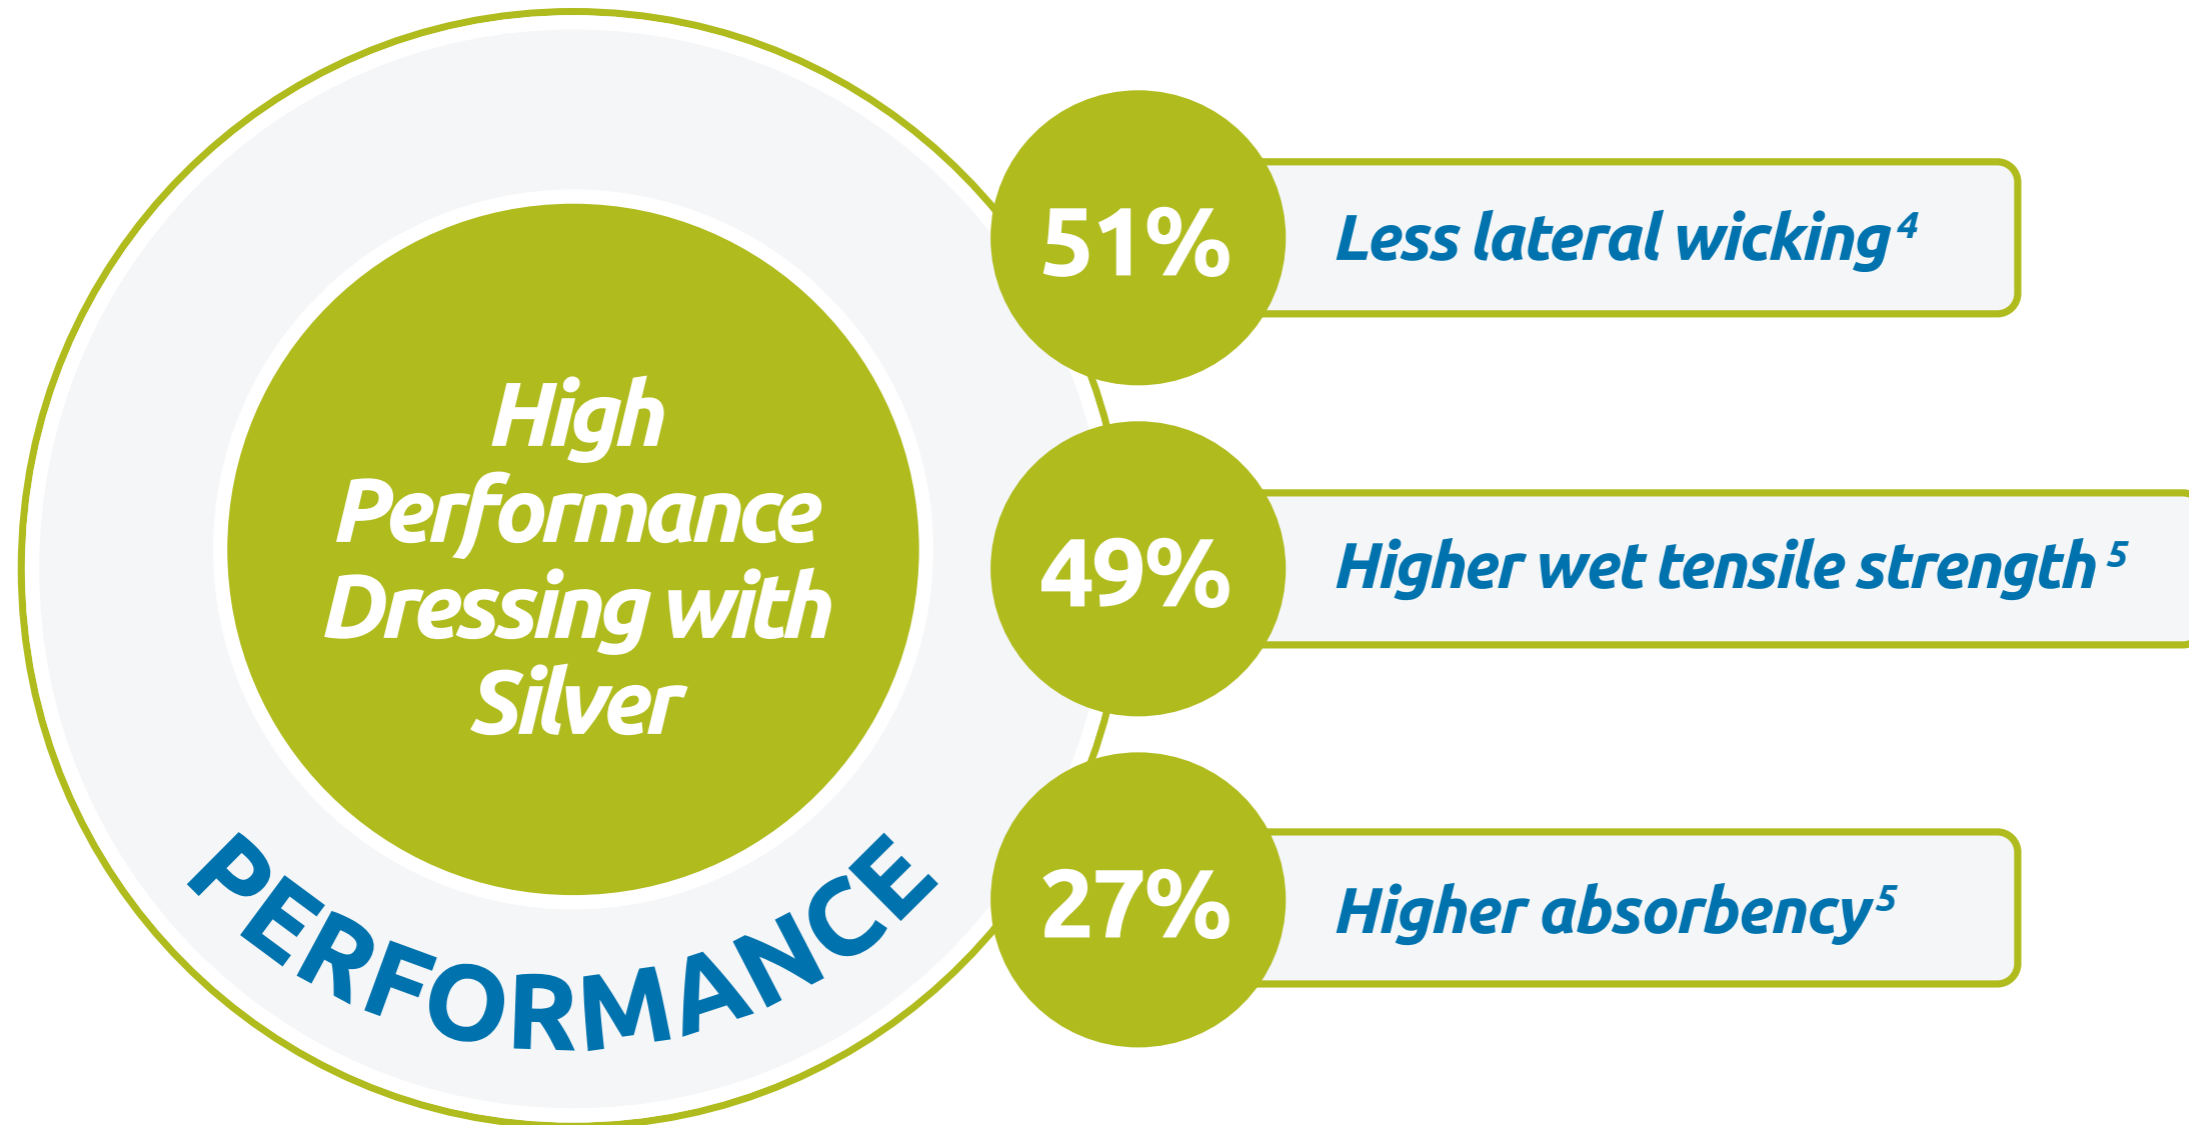 High
Performance
Dressing with
Silver
PERFORMANCE
51%
Less lateral wicking⁴
49%
Higher wet tensile strength⁵
27%
Higher absorbency⁵